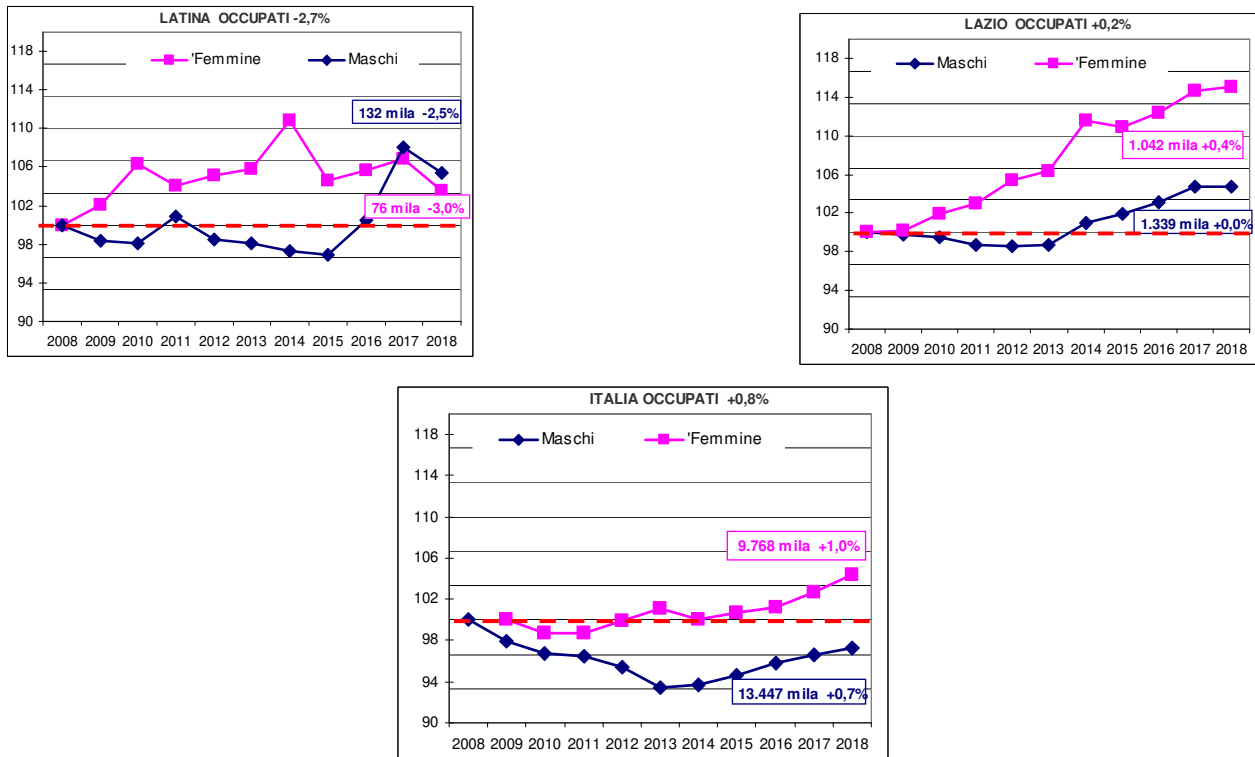 LATINA OCCUPATI -2,7%
118
114
110
106
102
98
94
90
'Femmine
Maschi
132 mila -2,5%
76 mila -3,0%
2008 2009 2010 2011 2012 2013 2014 2015 2016 2017 2018
LAZIO OCCUPATI +0,2%
118
114
110
106
102
98
94
90
Maschi
'Femmine
1.042 mila +0,4%
1.339 mila +0,0%
2008 2009 2010 2011 2012 2013 2014 2015 2016 2017 2018
ITALIA OCCUPATI +0,8%
118
114
110
106
102
98
94
90
Maschi
'Femmine
9.768 mila +1,0%
13.447 mila +0,7%
2008 2009 2010 2011 2012 2013 2014 2015 2016 2017 2018